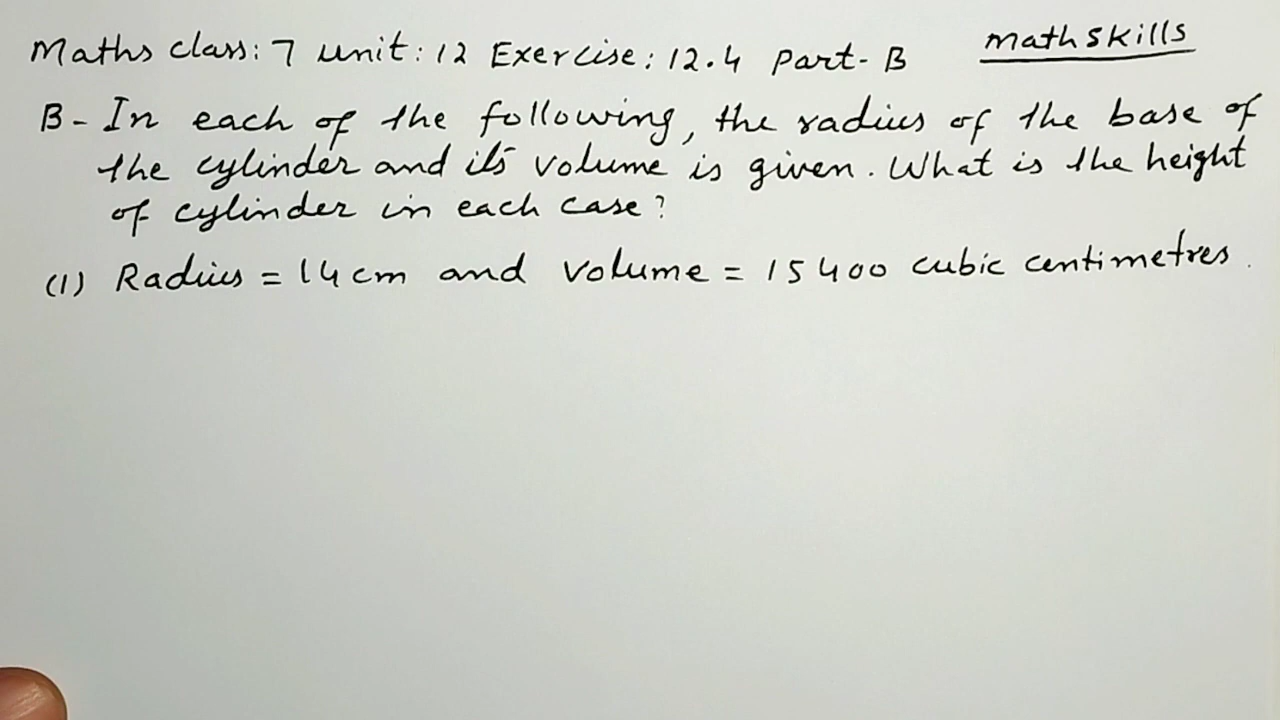 Maths class: 7 unit: 12 Exercise: 12.4 Part-B
math skills
B- In each of the following, the radius of the base of
the cylinder and its volume is given. What is the height
of cylinder in each case?
(1) Radius = 14 cm and Volume = 15400 cubic centimetres.